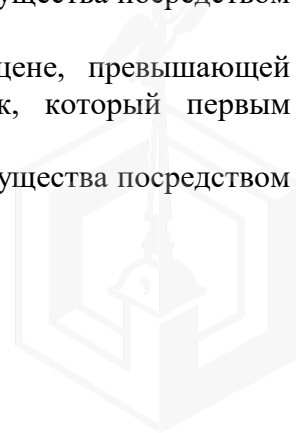 ущества посредством
цене, превышающей
к, который первым
ущества посредством